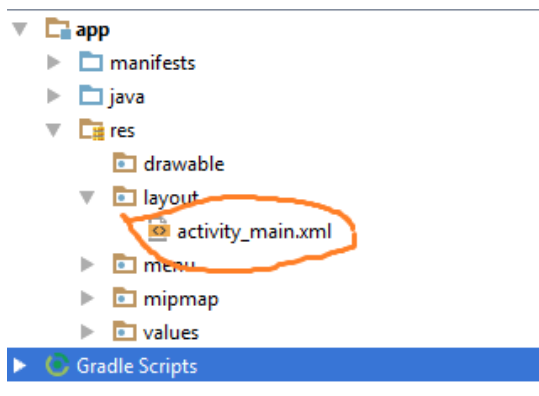 app
manifests
java
res
drawable
layout
activity_main.xml
menu
mipmap
values
Gradle Scripts